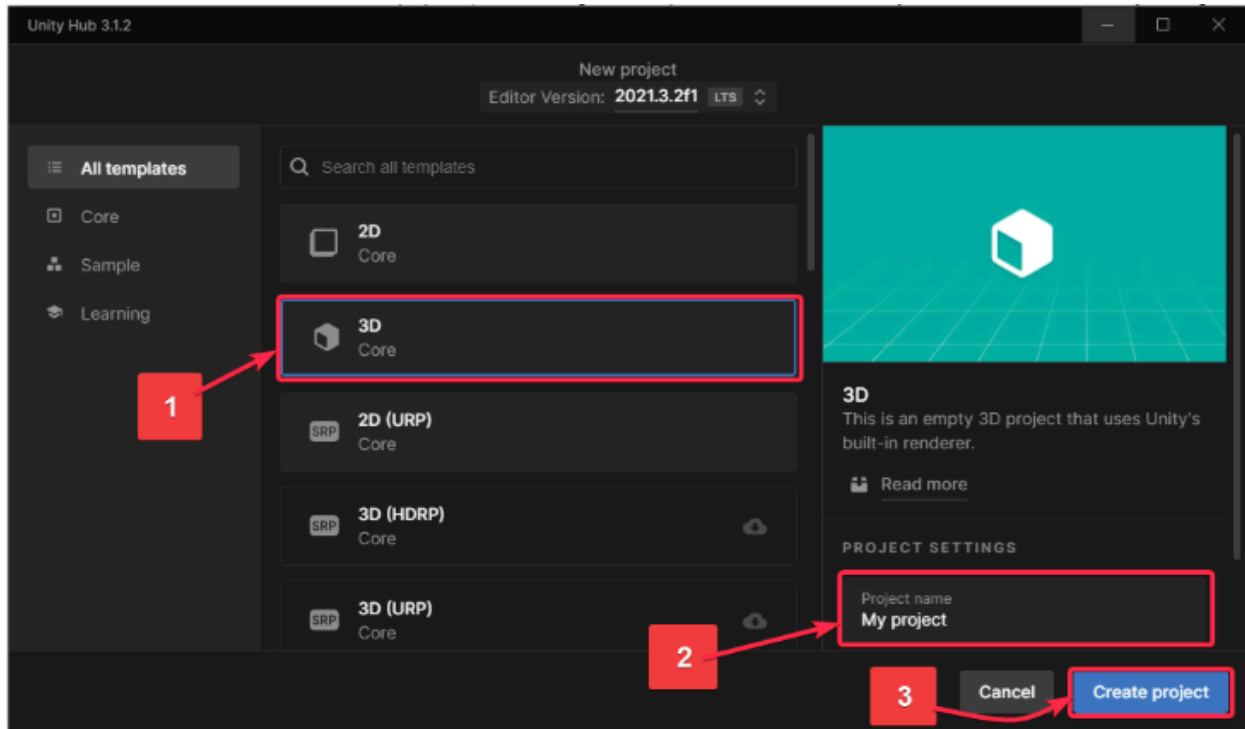 Unity Hub 3.1.2
New project
Editor Version: 2021.3.2f1 LTS
All templates
Core
Sample
Learning
Search all templates
2D
Core
3D
Core
2D (URP)
Core
SRP
3D (HDRP)
Core
SRP
3D (URP)
Core
SRP
3D
This is an empty 3D project that uses Unity's
built-in renderer.
Read more
PROJECT SETTINGS
Project name
My project
Cancel
Create project
1
2
3